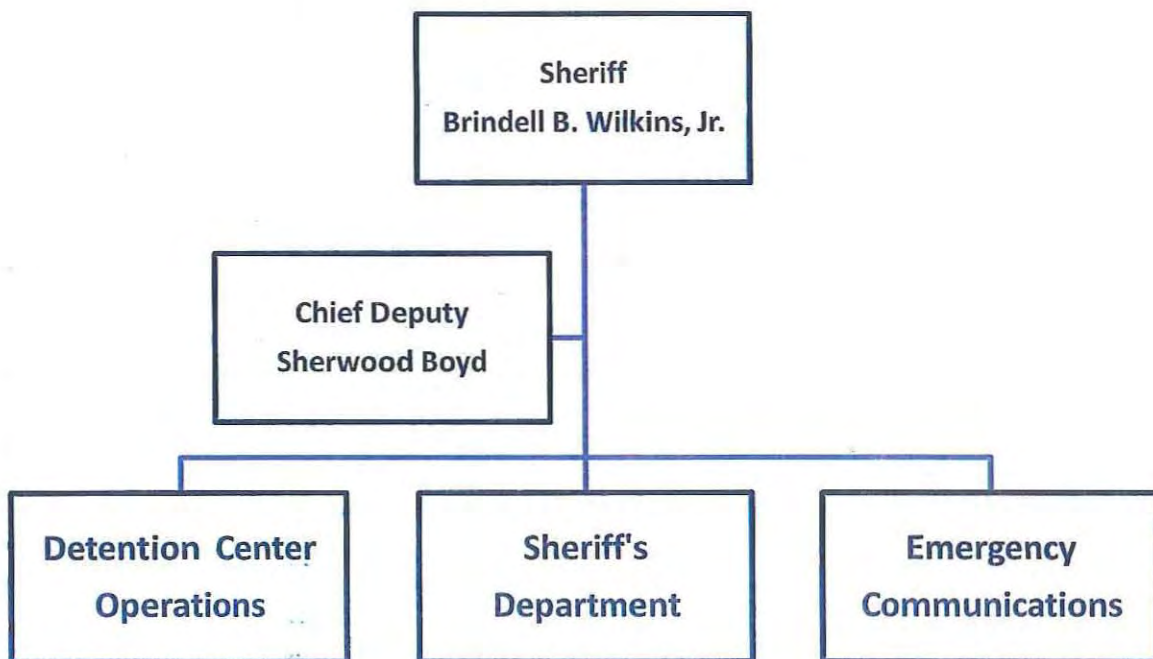 Sheriff
Brindell B. Wilkins, Jr.
Chief Deputy
Sherwood Boyd
Detention Center
Operations
Sheriff's
Department
Emergency
Communications